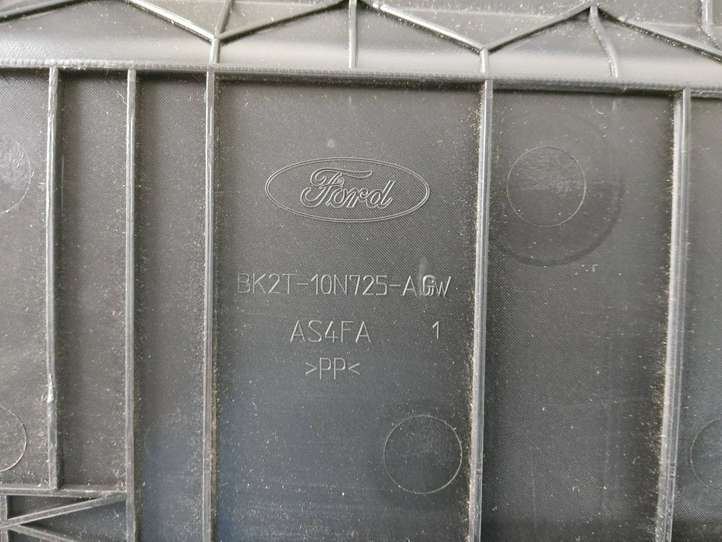 Ford
BK2T-10N725-AGW
AS4FA 1
>PP<